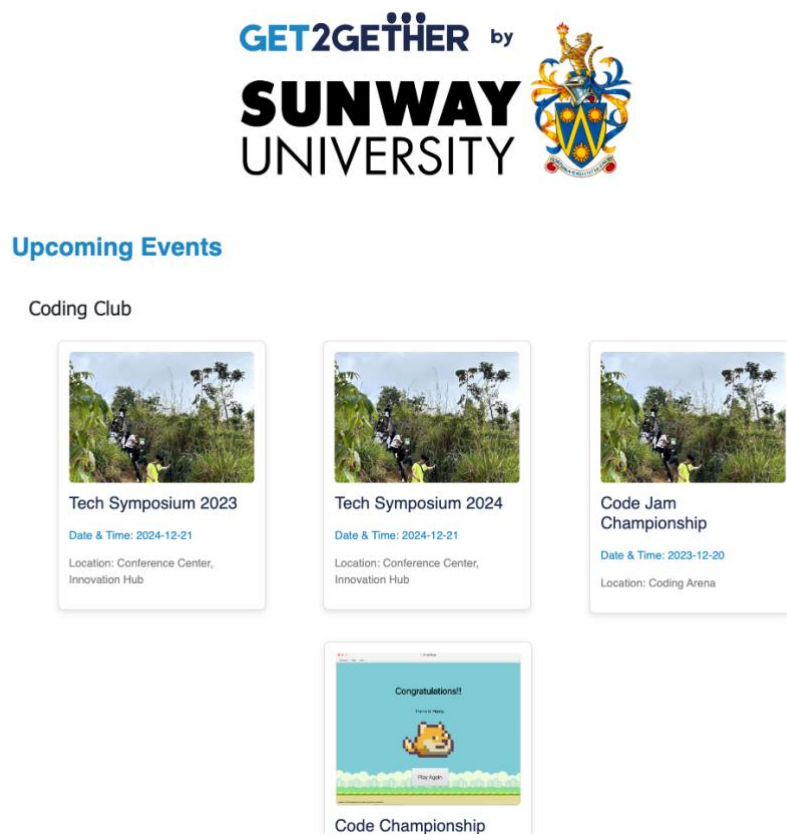 GET2GETHER by
SUNWAY
UNIVERSITY
Upcoming Events
Coding Club
Tech Symposium 2023
Date & Time: 2024-12-21
Location: Conference Center,
Innovation Hub
Tech Symposium 2024
Date & Time: 2024-12-21
Location: Conference Center,
Innovation Hub
Code Jam
Championship
Date & Time: 2023-12-20
Location: Coding Arena
Congratulations!!
Play Again
Code Championship